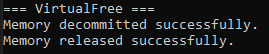 === VirtualFree ===
Memory decommitted successfully.
Memory released successfully.